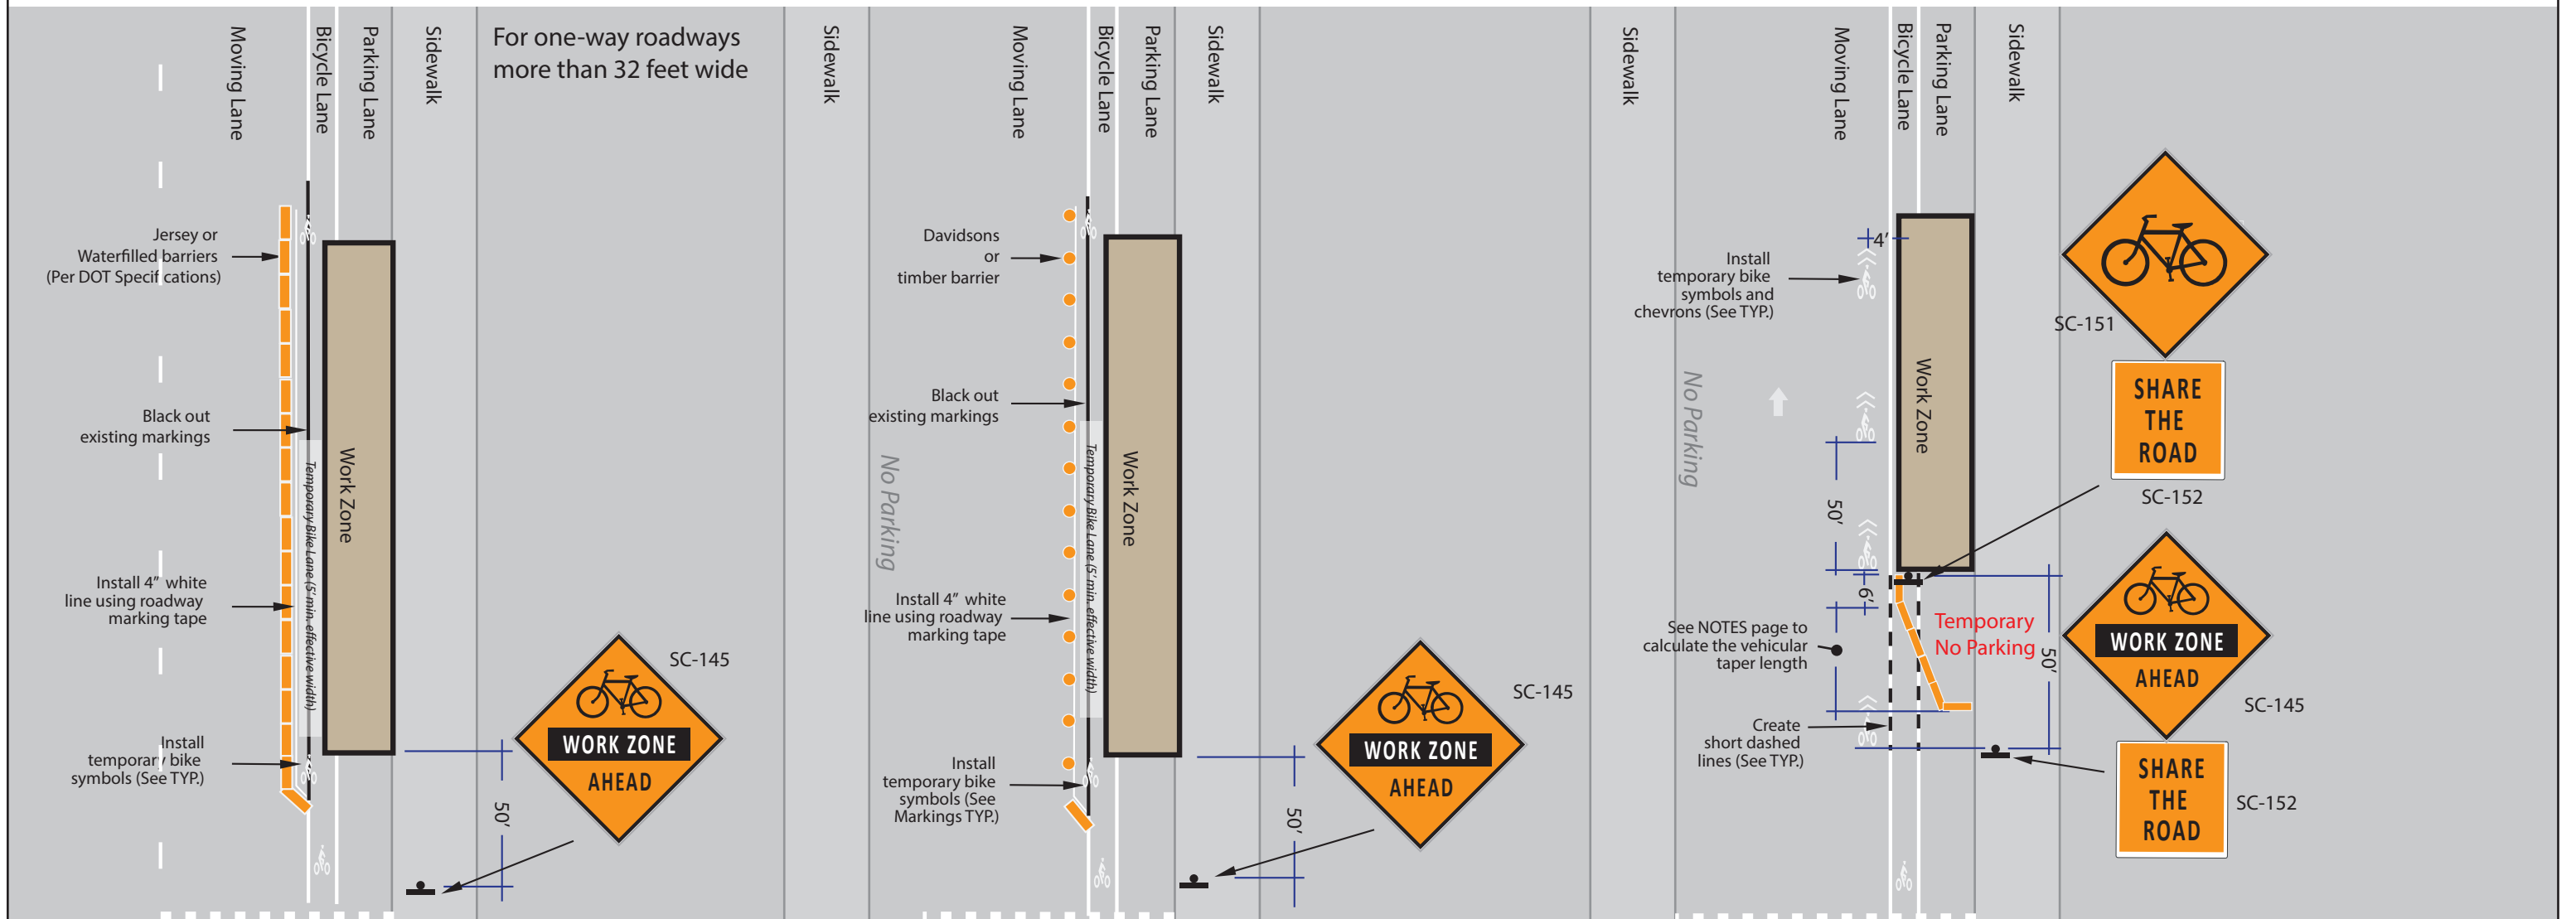 Moving Lane
Bicycle Lane
Parking Lane
Sidewalk
For one-way roadways
more than 32 feet wide
Jersey or
Waterfilled barriers
(Per DOT Specifications)
Black out
existing markings
Install 4” white
line using roadway
marking tape
Install
temporary bike
symbols (See TYP.)
Temporary Bike Lane (5' min. effective width)
Work Zone
50’
SC-145
WORK ZONE
AHEAD
Sidewalk
Moving Lane
Bicycle Lane
Parking Lane
Sidewalk
No Parking
Davidsons
or
timber barrier
Black out
existing markings
Install 4” white
line using roadway
marking tape
Install
temporary bike
symbols (See
Markings TYP.)
Temporary Bike Lane (5' min. effective width)
Work Zone
50’
SC-145
WORK ZONE
AHEAD
Sidewalk
Moving Lane
Bicycle Lane
Parking Lane
Sidewalk
No Parking
4’
Install
temporary bike
symbols and
chevrons (See TYP.)
Work Zone
50’
6’
See NOTES page to
calculate the vehicular
taper length
Create
short dashed
lines (See TYP.)
Temporary
No Parking
50’
SC-151
SHARE
THE
ROAD
SC-152
WORK ZONE
AHEAD
SC-145
SHARE
THE
ROAD
SC-152